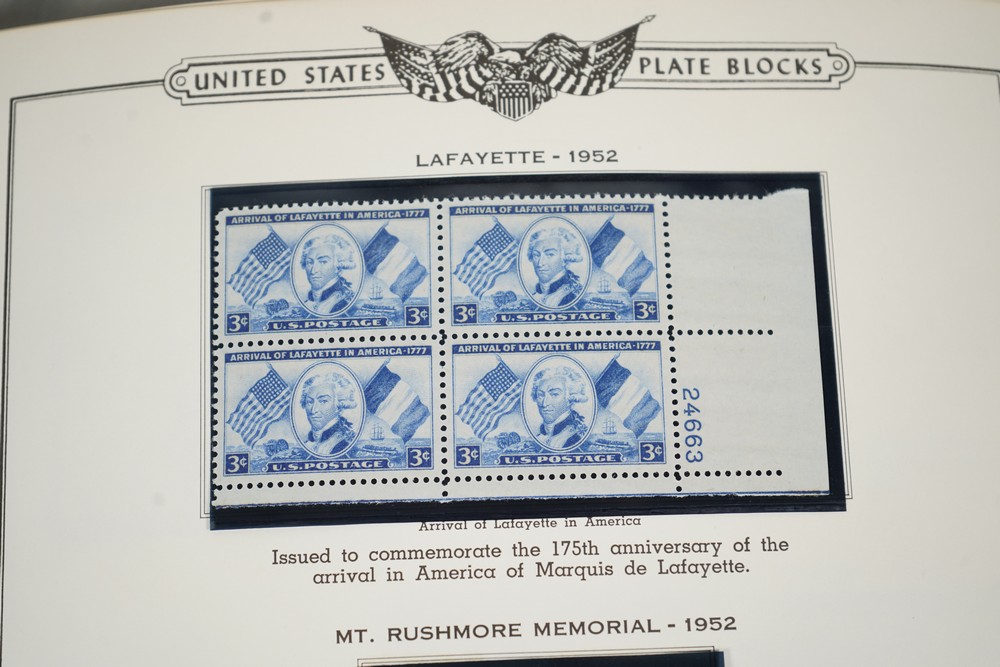 UNITED STATES PLATE BLOCKS
LAFAYETTE - 1952
ARRIVAL OF LAFAYETTE IN AMERICA-1777
3¢ U.S. POSTAGE 3¢
ARRIVAL OF LAFAYETTE IN AMERICA-1777
3¢ U.S. POSTAGE 3¢
ARRIVAL OF LAFAYETTE IN AMERICA-1777
3¢ U.S. POSTAGE 3¢
ARRIVAL OF LAFAYETTE IN AMERICA-1777
3¢ U.S. POSTAGE 3¢
24663
Arrival of Lafayette in America
Issued to commemorate the 175th anniversary of the
arrival in America of Marquis de Lafayette.
MT. RUSHMORE MEMORIAL - 1952